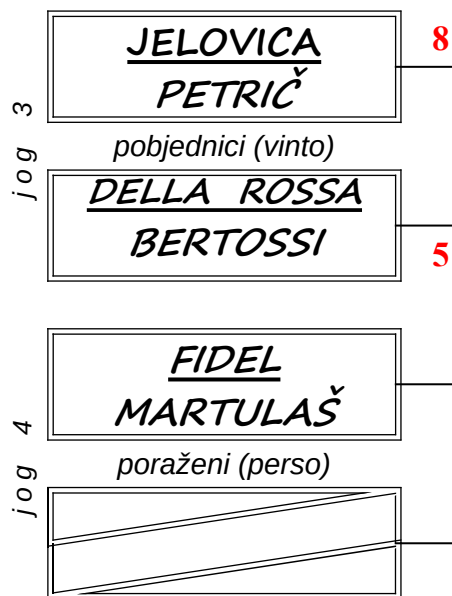 JELOVICA
8
PETRIČ
jog 3
pobjednici (vinto)
DELLA ROSSA
BERTOSSI
5
FIDEL
MARTULAŠ
jog 4
poraženi (perso)